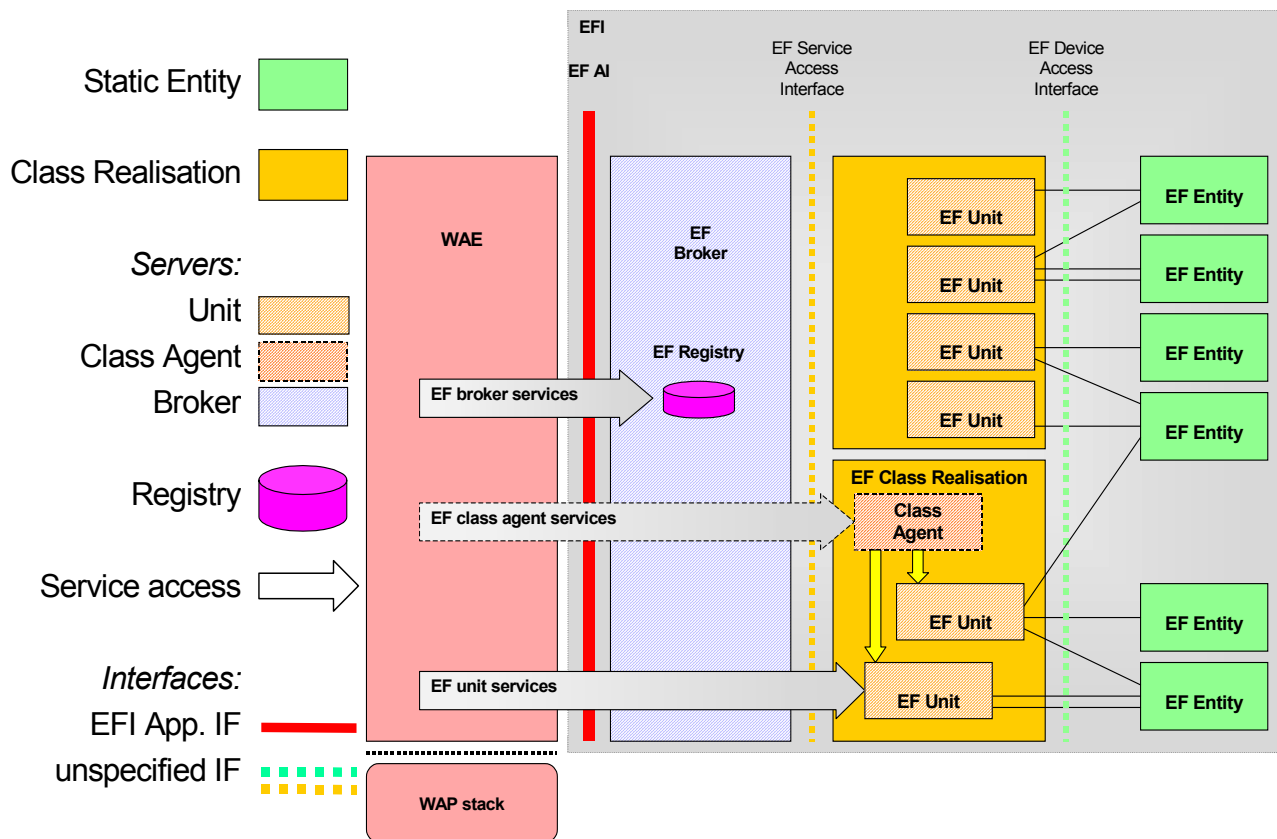 Static Entity
Class Realisation
Servers:
Unit
Class Agent
Broker
Registry
Service access
Interfaces:
EFI App. IF
unspecified IF
WAE
WAP stack
EFI
EF AI
EF Service
Access
Interface
EF Device
Access
Interface
EF
Broker
EF Registry
EF broker services
EF class agent services
EF unit services
EF Unit
EF Unit
EF Unit
EF Unit
EF Class Realisation
Class
Agent
EF Unit
EF Unit
EF Entity
EF Entity
EF Entity
EF Entity
EF Entity
EF Entity